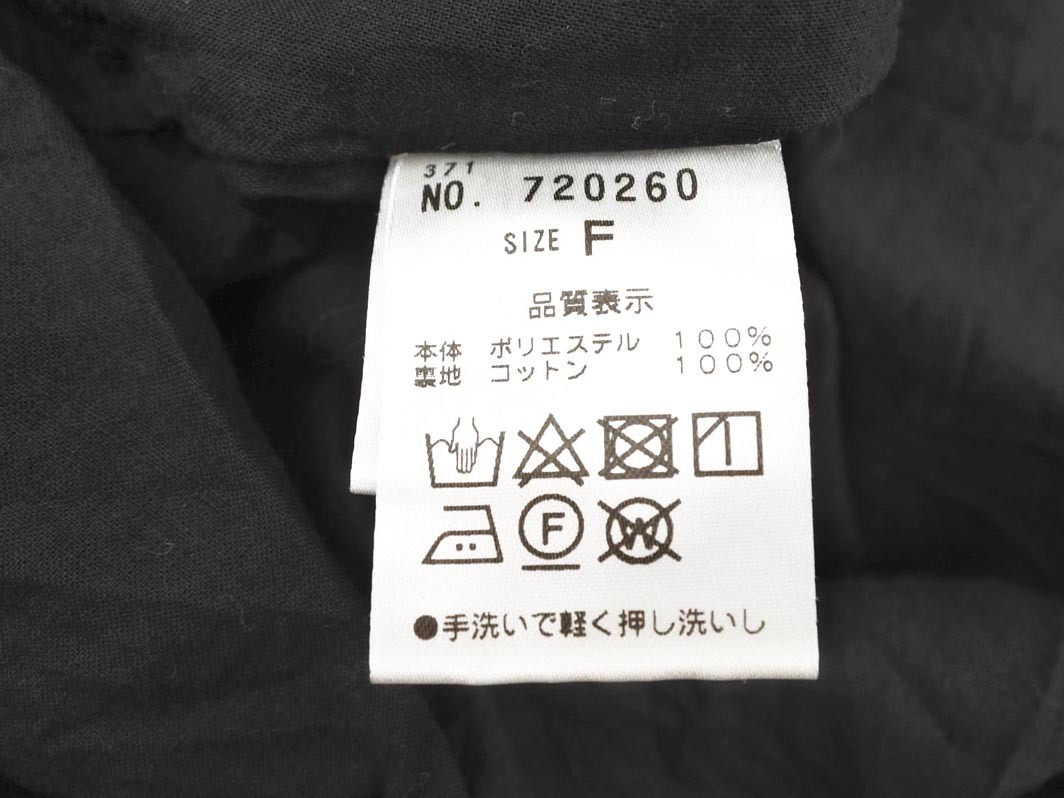 371
NO. 720260
SIZE F
品質表示
本体 ポリエステル 100%
裏地 コットン 100%
F W
●手洗いで軽く押し洗いし